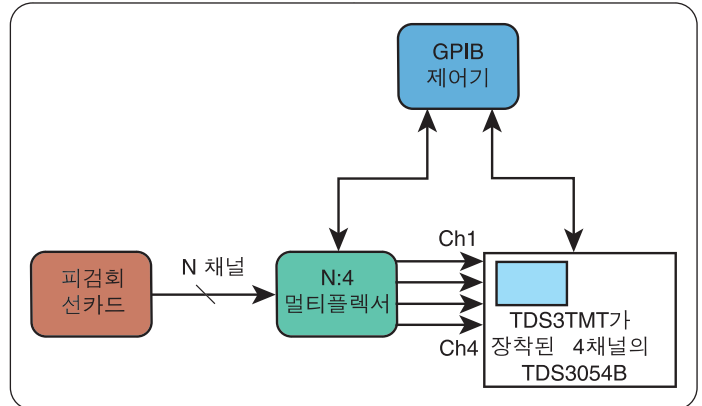 GPIB
제어기
Ch1
N 채널
피검회
선카드
N:4
멀티플렉서
TDS3TMT가
장착된 4채널의
Ch4
TDS3054B